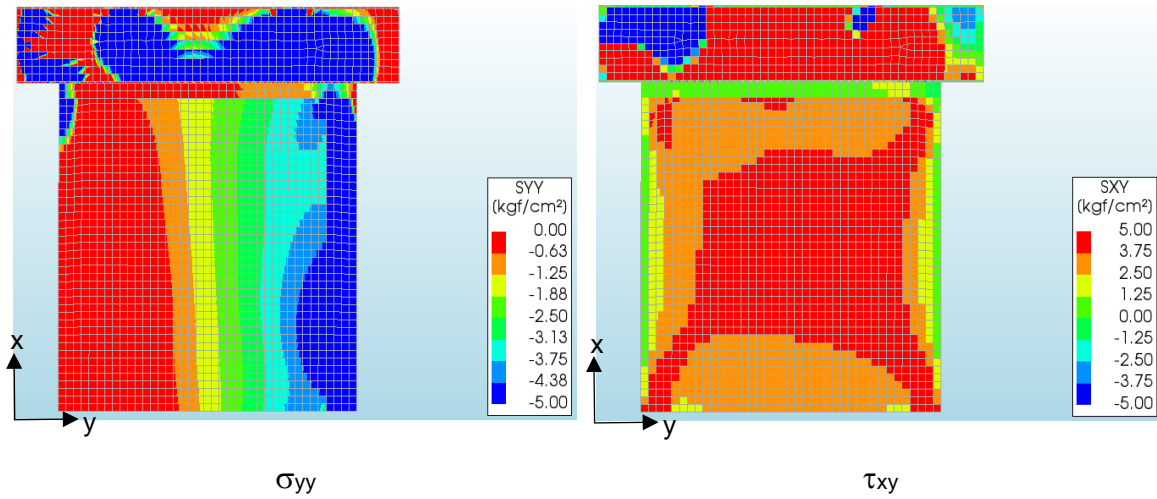 SYY
(kgf/cm²)
0.00
-0.63
-1.25
-1.88
-2.50
-3.13
-3.75
-4.38
-5.00
x
y
SXY
(kgf/cm²)
5.00
3.75
2.50
1.25
0.00
-1.25
-2.50
-3.75
-5.00
x
y
σyy
τxy